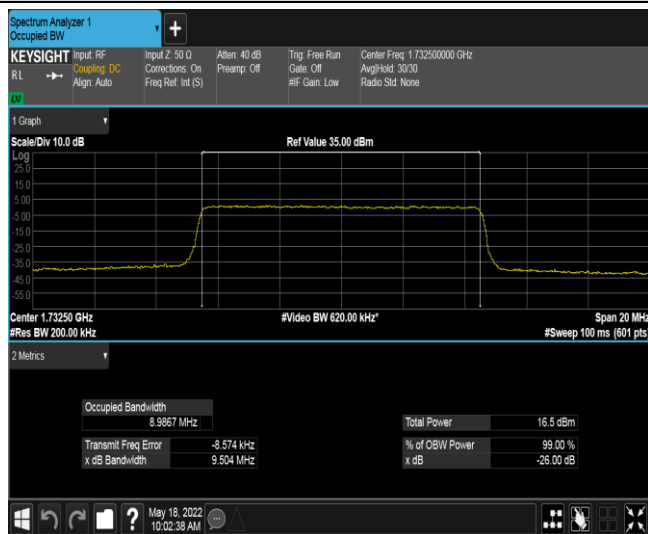 Spectrum Analyzer 1
Occupied BW
+
KEYSIGHT Input: RF Input Z: 50 Ω Atten: 40 dB Trig: Free Run Center Freq: 1.732500000 GHz
RL Coupling: DC Corrections: On Preamp: Off Gate: Off Avg|Hold: 30/30
Align: Auto Freq Ref: Int (S) #IF Gain: Low Radio Std: None
LXI
1 Graph
Scale/Div 10.0 dB Ref Value 35.00 dBm
Log
25.0
15.0
5.00
-5.00
-15.0
-25.0
-35.0
-45.0
-55.0
Center 1.73250 GHz #Video BW 620.00 kHz* Span 20 MHz
#Res BW 200.00 kHz #Sweep 100 ms (601 pts)
2 Metrics
Occupied Bandwidth
8.9867 MHz Total Power 16.5 dBm
Transmit Freq Error -8.574 kHz % of OBW Power 99.00 %
x dB Bandwidth 9.504 MHz x dB -26.00 dB
? May 18, 2022
10:02:38 AM